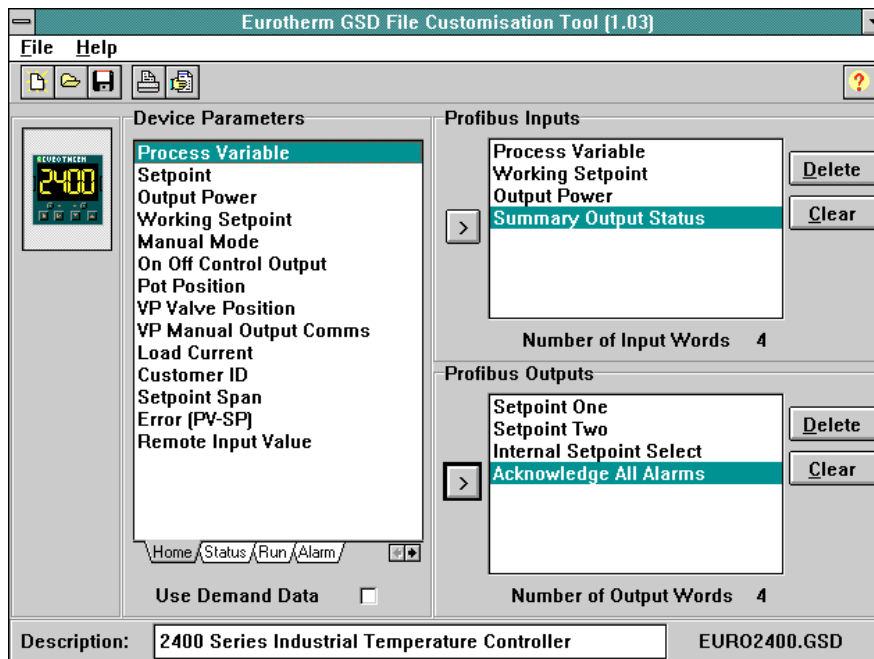 Eurotherm GSD File Customisation Tool (1.03)
File Help
?
Device Parameters
EUROTHERM
2400
Process Variable
Setpoint
Output Power
Working Setpoint
Manual Mode
On Off Control Output
Pot Position
VP Valve Position
VP Manual Output Comms
Load Current
Customer ID
Setpoint Span
Error (PV-SP)
Remote Input Value
Home Status Run Alarm
Use Demand Data
Profibus Inputs
>
Process Variable
Working Setpoint
Output Power
Summary Output Status
Delete
Clear
Number of Input Words 4
Profibus Outputs
>
Setpoint One
Setpoint Two
Internal Setpoint Select
Acknowledge All Alarms
Delete
Clear
Number of Output Words 4
Description: 2400 Series Industrial Temperature Controller EURO2400.GSD